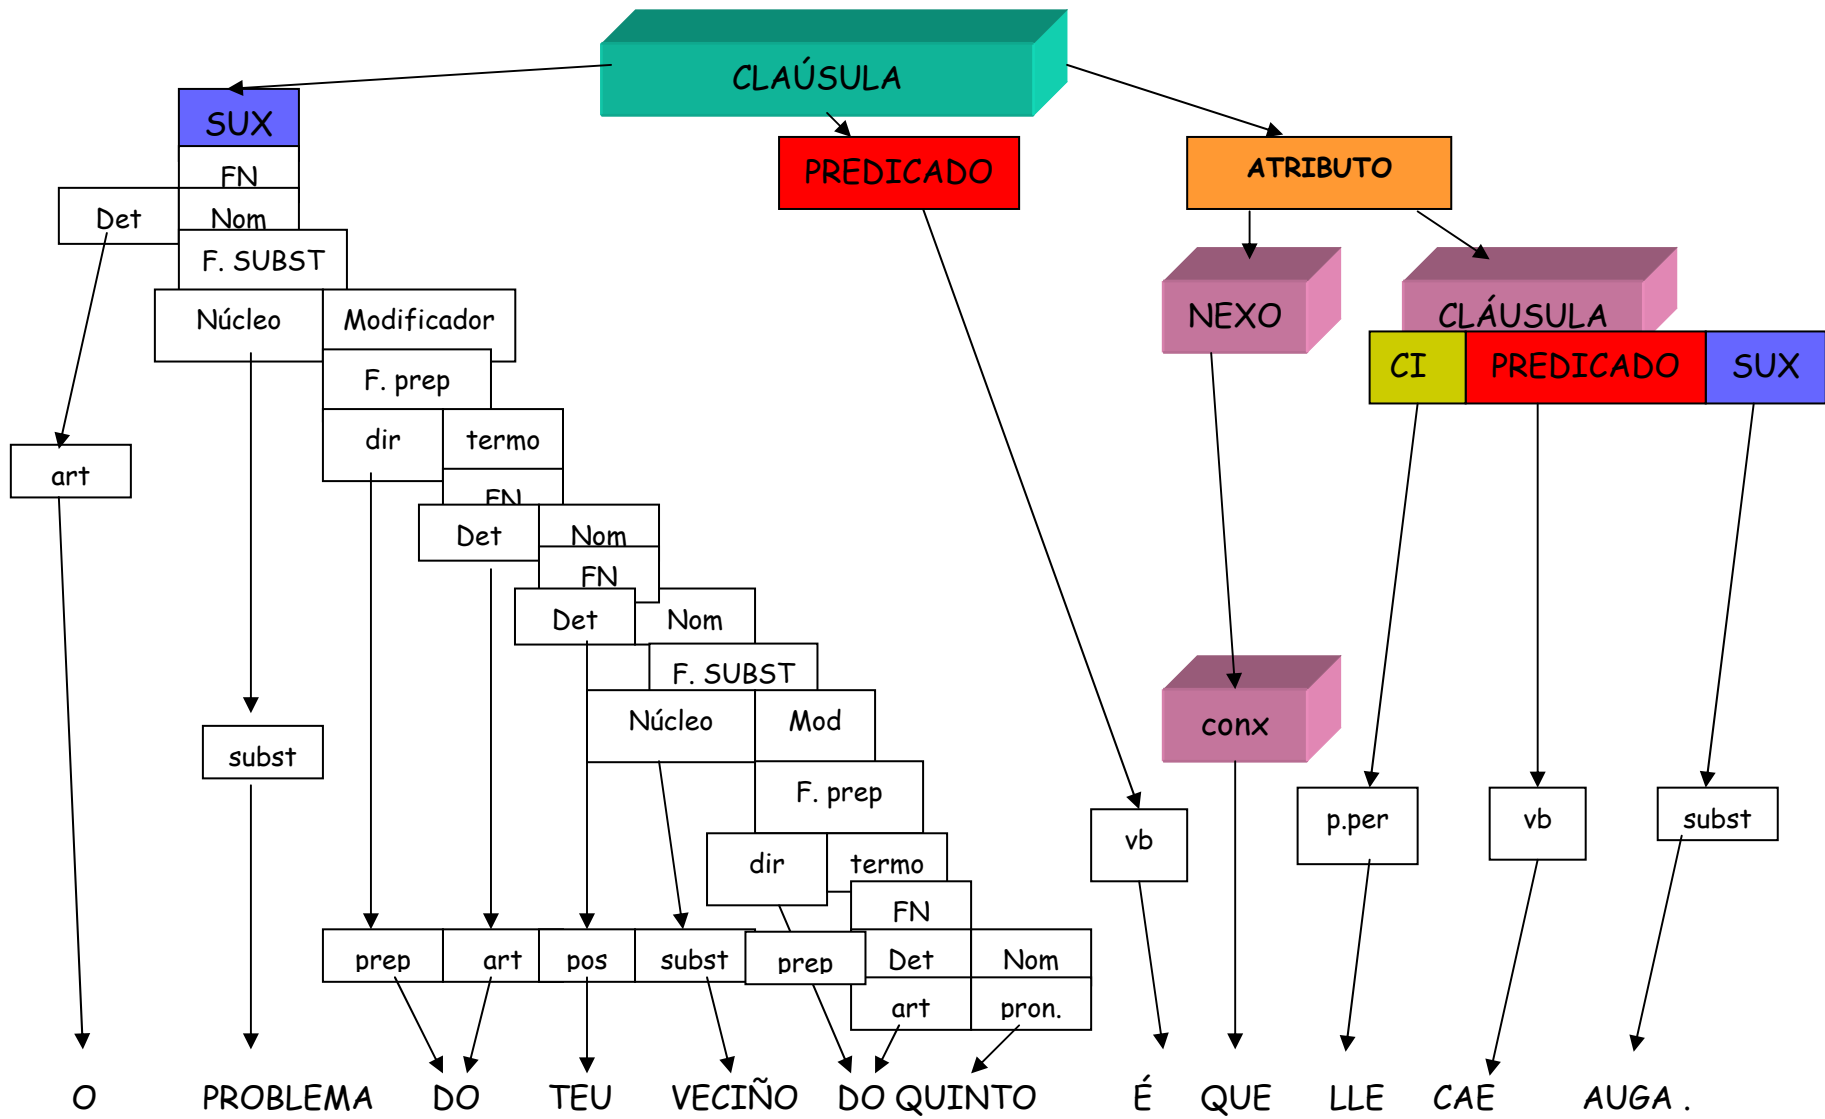 CLAÚSULA
SUX
PREDICADO
ATRIBUTO
FN
Det Nom
F. SUBST
NEXO CLÁUSULA
Núcleo Modificador
CI PREDICADO SUX
F. prep
dir termo
art
FN
Det Nom
FN
Det Nom
F. SUBST
Núcleo Mod
conx
subst
F. prep
vb p.per vb subst
dir termo
FN
prep art pos subst prep Det Nom
art pron.
O PROBLEMA DO TEU VECIÑO DO QUINTO É QUE LLE CAE AUGA .